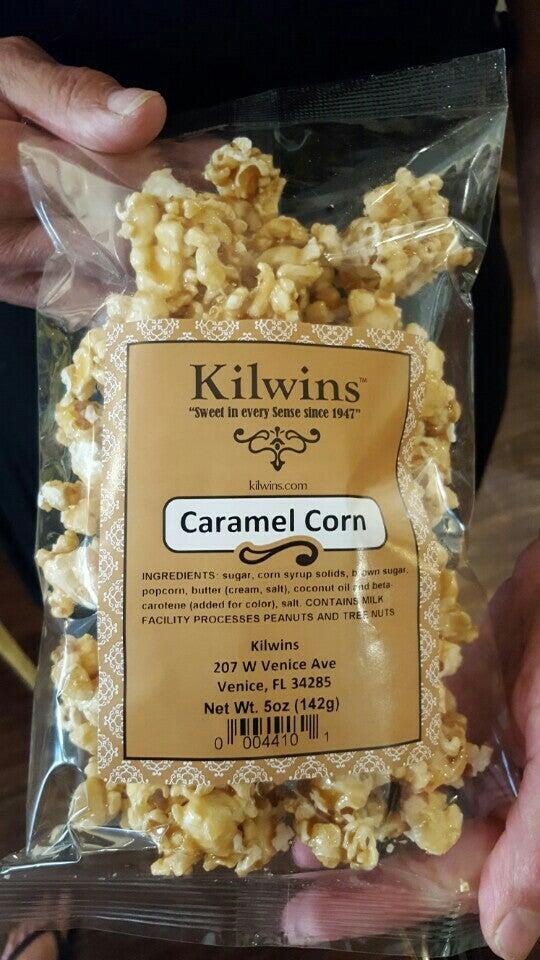 Kilwins™
"Sweet in every Sense since 1947"
kilwins.com
Caramel Corn
INGREDIENTS: sugar, corn syrup solids, brown sugar,
popcorn, butter (cream, salt), coconut oil and beta-
carotene (added for color), salt. CONTAINS MILK
FACILITY PROCESSES PEANUTS AND TREE NUTS
Kilwins
207 W Venice Ave
Venice, FL 34285
Net Wt. 5oz (142g)
0 004410 1